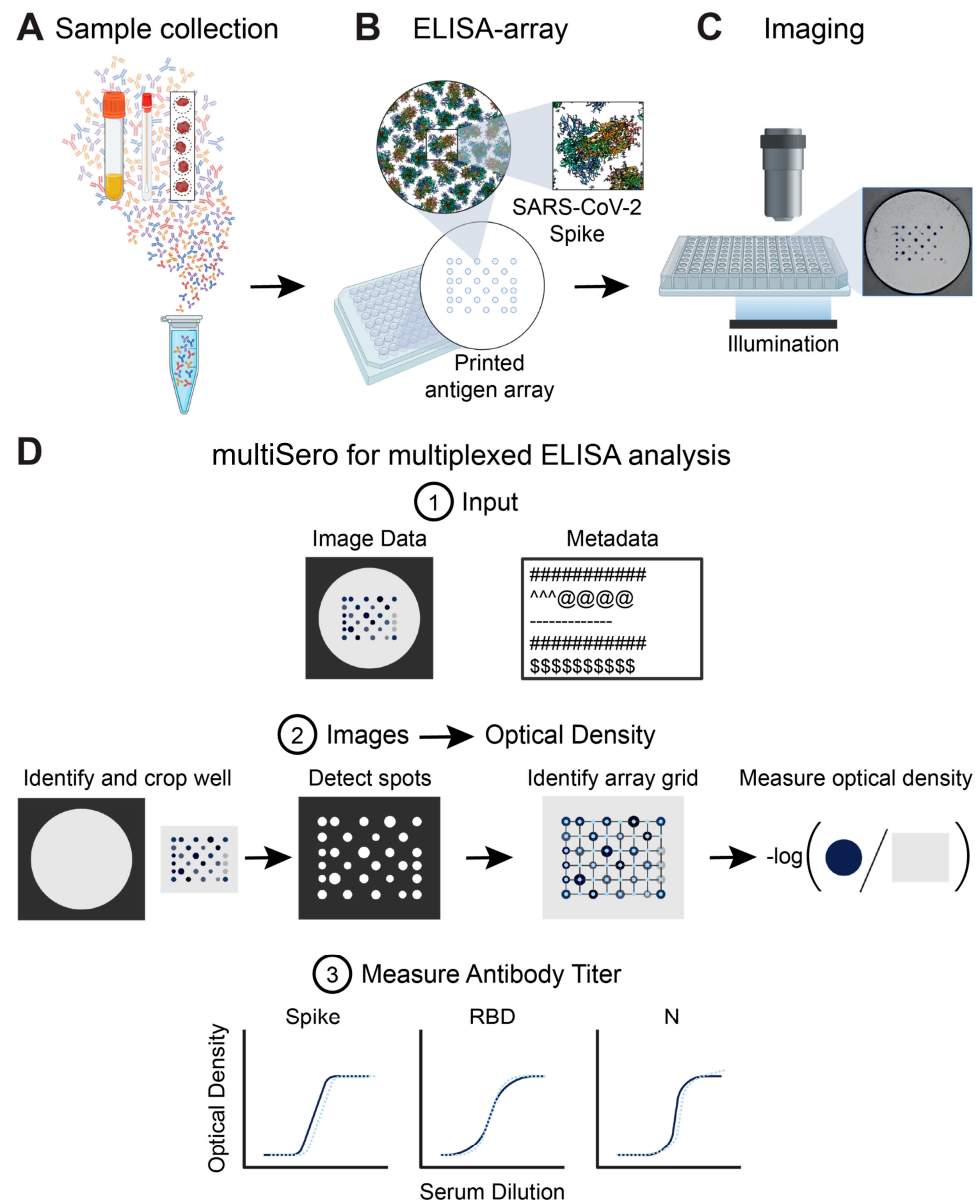 A Sample collection
B ELISA-array
C Imaging
SARS-CoV-2
Spike
Printed
antigen array
Illumination
D multiSero for multiplexed ELISA analysis
1 Input
Image Data
Metadata
###########
^^^@@@@
-------------
###########
$$$$$$$$$$
2 Images → Optical Density
Identify and crop well
Detect spots
Identify array grid
Measure optical density
-log( / )
3 Measure Antibody Titer
Spike
RBD
N
Optical Density
Serum Dilution